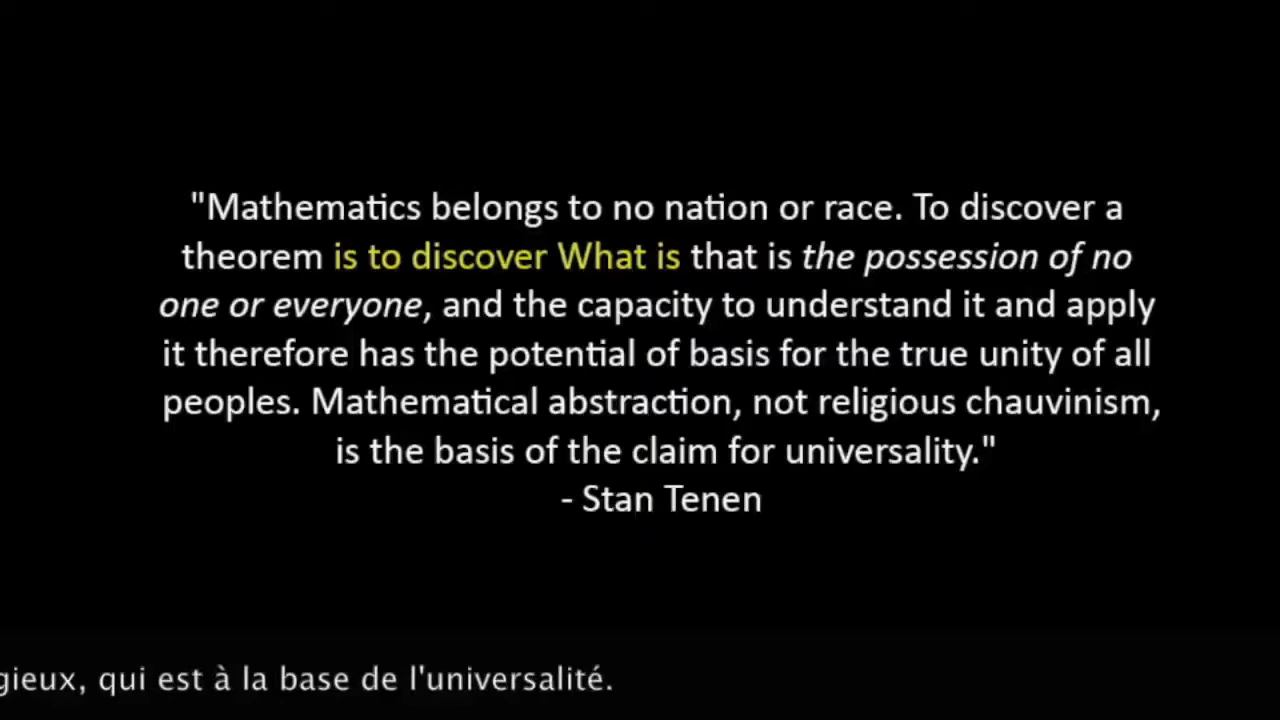 "Mathematics belongs to no nation or race. To discover a
theorem is to discover What is that is the possession of no
one or everyone, and the capacity to understand it and apply
it therefore has the potential of basis for the true unity of all
peoples. Mathematical abstraction, not religious chauvinism,
is the basis of the claim for universality."
- Stan Tenen
gieux, qui est à la base de l'universalité.